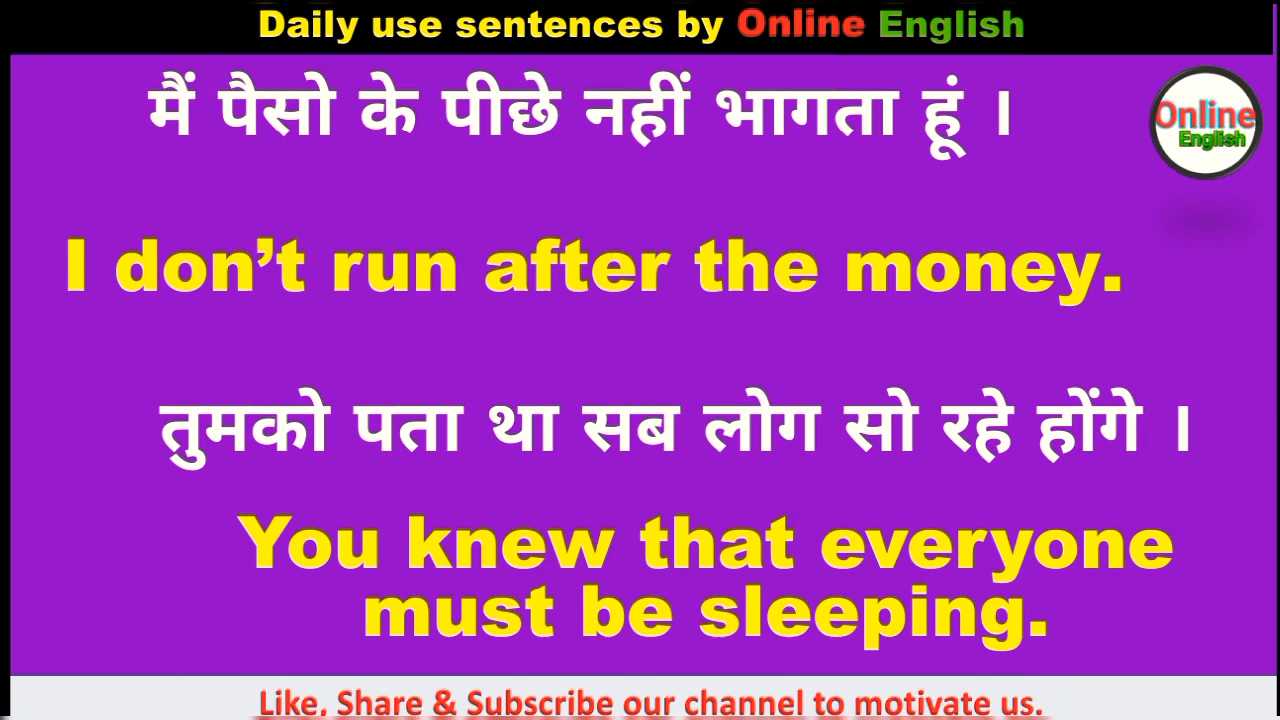 Daily use sentences by Online English
मैं पैसो के पीछे नहीं भागता हूं ।
Online
English
I don’t run after the money.
तुमको पता था सब लोग सो रहे होंगे ।
You knew that everyone
must be sleeping.
Like, Share & Subscribe our channel to motivate us.